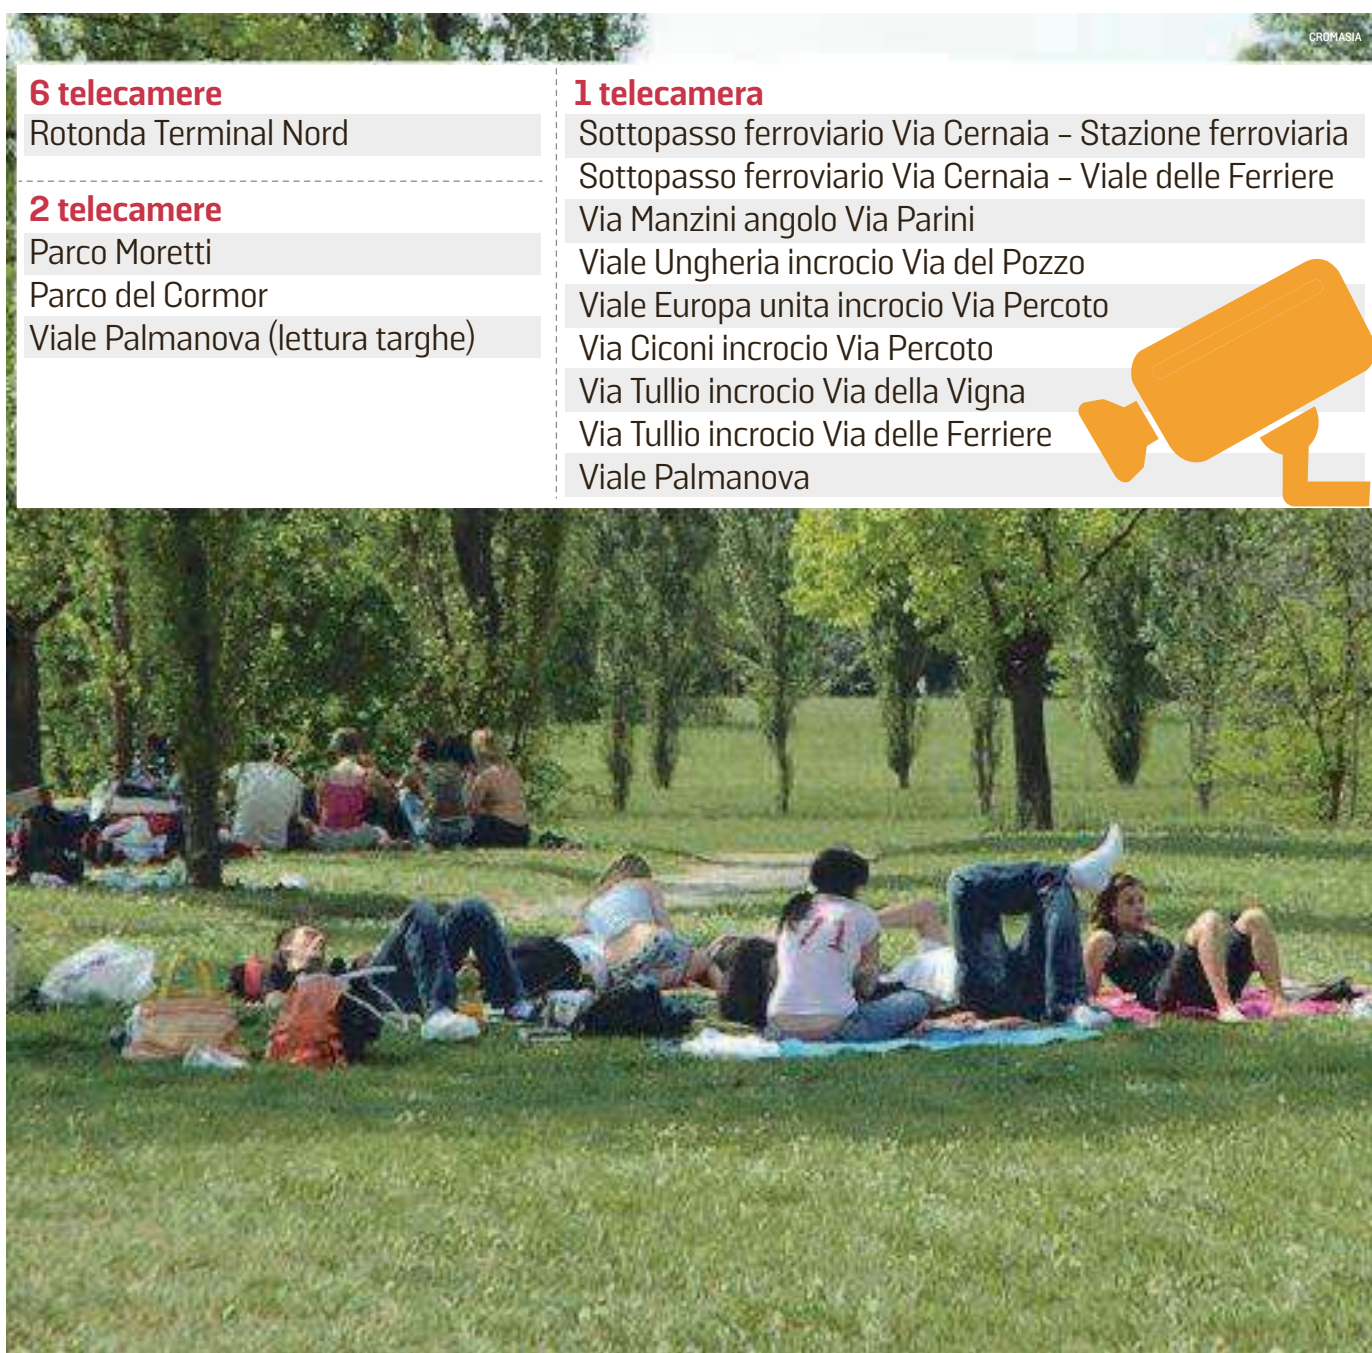 CROMASIA
6 telecamere
Rotonda Terminal Nord
2 telecamere
Parco Moretti
Parco del Cormor
Viale Palmanova (lettura targhe)
1 telecamera
Sottopasso ferroviario Via Cernaia – Stazione ferroviaria
Sottopasso ferroviario Via Cernaia – Viale delle Ferriere
Via Manzini angolo Via Parini
Viale Ungheria incrocio Via del Pozzo
Viale Europa unita incrocio Via Percoto
Via Ciconi incrocio Via Percoto
Via Tullio incrocio Via della Vigna
Via Tullio incrocio Via delle Ferriere
Viale Palmanova
71